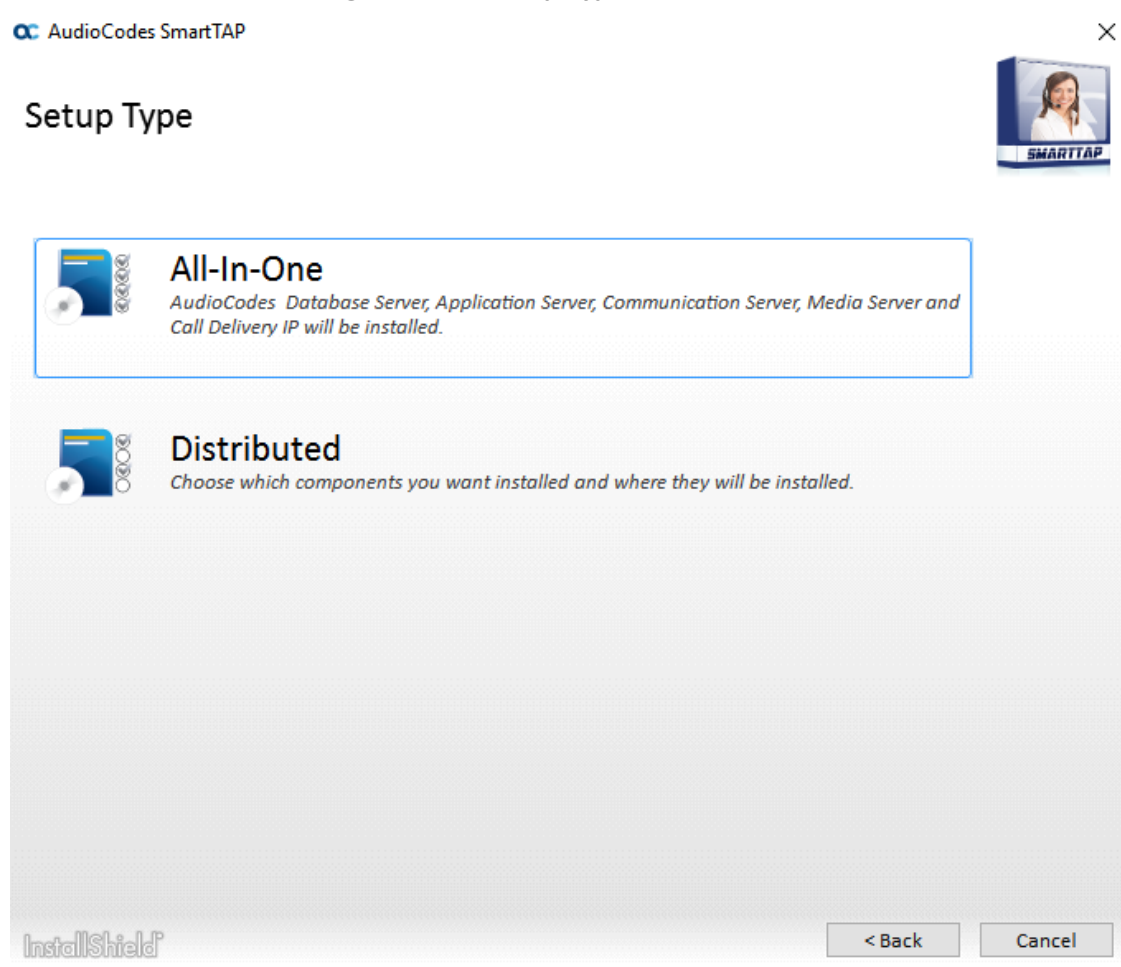 AudioCodes SmartTAP
Setup Type
SMARTTAP
All-In-One
AudioCodes  Database Server, Application Server, Communication Server, Media Server and
Call Delivery IP will be installed.
Distributed
Choose which components you want installed and where they will be installed.
InstallShield
< Back
Cancel